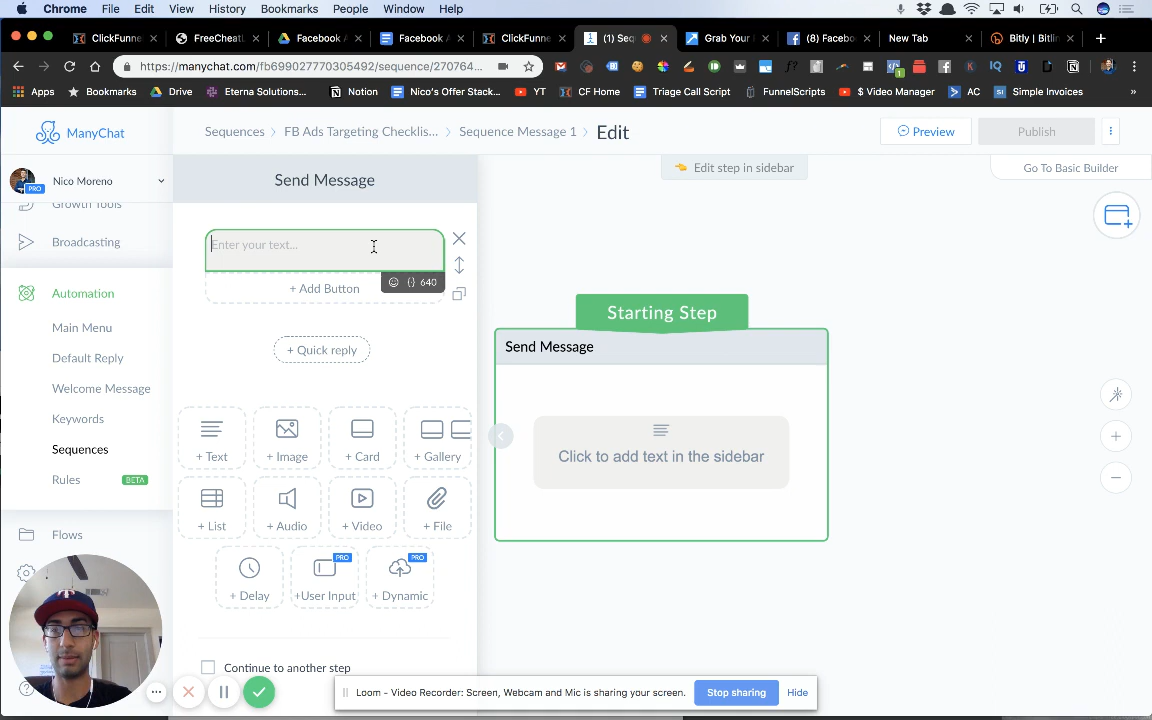 Chrome File Edit View History Bookmarks People Window Help
ClickFunne FreeCheatL Facebook A Facebook A ClickFunne (1) Seq Grab Your (8) Facebo New Tab Bitly | Bitlin
https://manychat.com/fb699027770305492/sequence/270764...
Apps Bookmarks Drive Eterna Solutions... Notion Nico's Offer Stack... YT CF Home Triage Call Script FunnelScripts $ Video Manager AC Simple Invoices »
ManyChat
Sequences > FB Ads Targeting Checklis... > Sequence Message 1 > Edit
Preview
Publish
Nico Moreno
PRO
Send Message
Edit step in sidebar
Go To Basic Builder
Growth Tools
Broadcasting
Automation
Main Menu
Default Reply
Welcome Message
Keywords
Sequences
Rules BETA
Flows
Enter your text...
{} 640
+ Add Button
+ Quick reply
+ Text + Image + Card + Gallery
+ List + Audio + Video + File
PRO PRO
+ Delay +User Input + Dynamic
Continue to another step
Starting Step
Send Message
Click to add text in the sidebar
Loom - Video Recorder: Screen, Webcam and Mic is sharing your screen. Stop sharing Hide